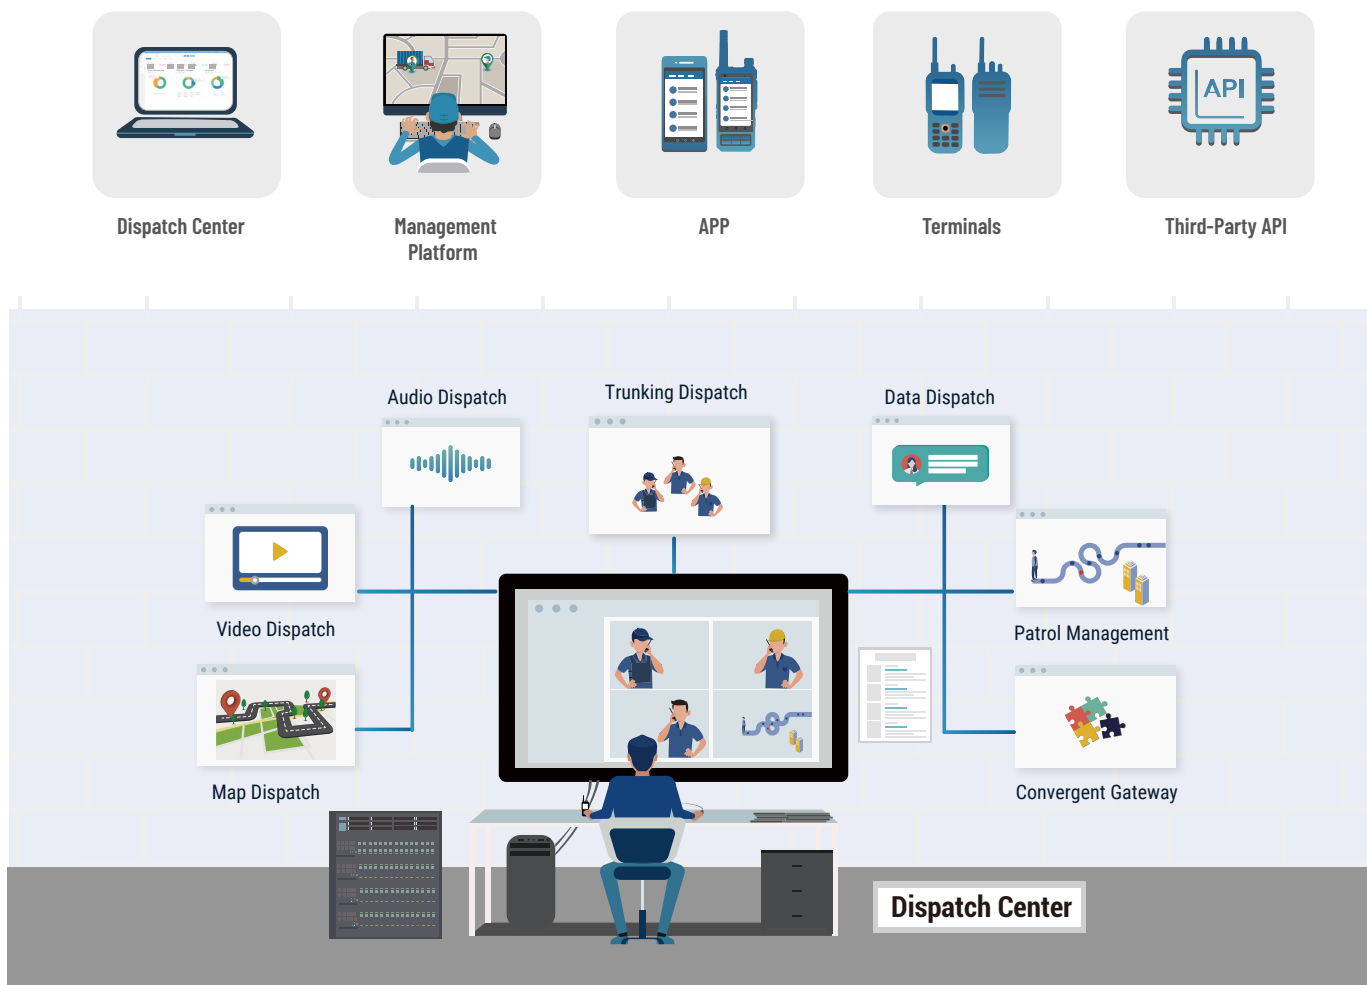 API
Dispatch Center
Management
Platform
APP
Terminals
Third-Party API
Audio Dispatch
Trunking Dispatch
Data Dispatch
Video Dispatch
Patrol Management
Map Dispatch
Convergent Gateway
Dispatch Center